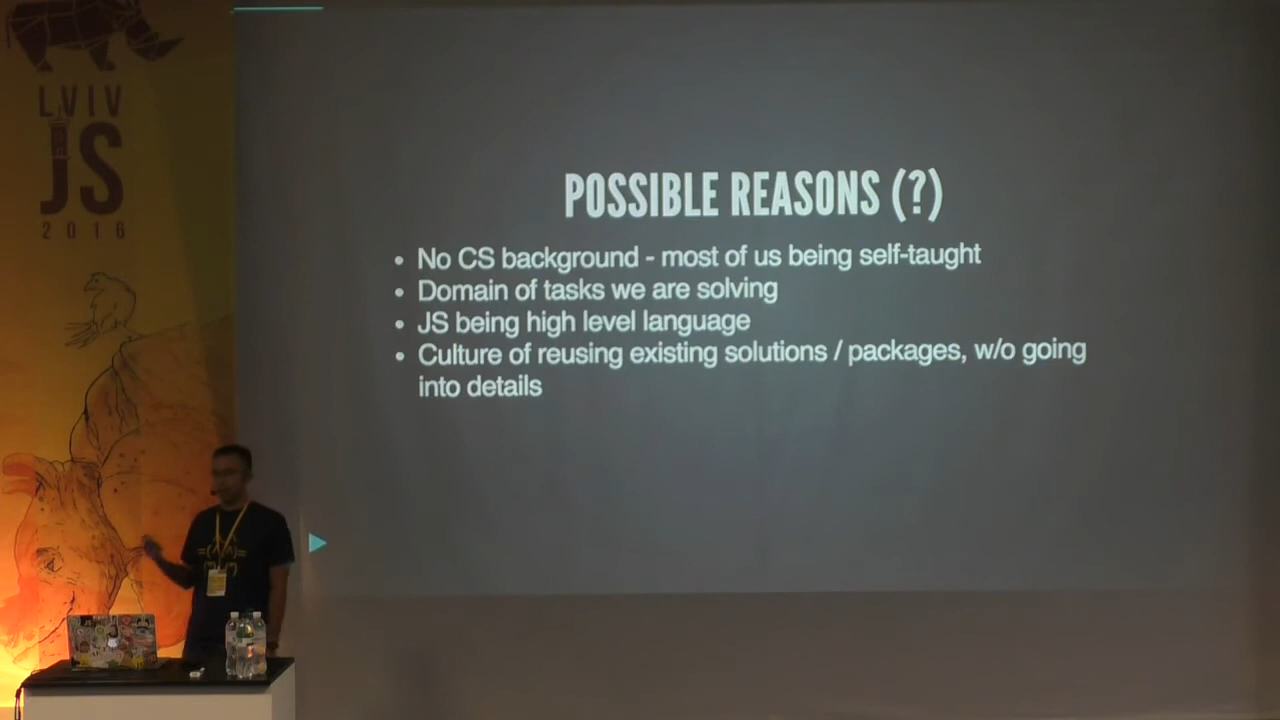 LVIV
JS
2016
POSSIBLE REASONS (?)
• No CS background - most of us being self-taught
• Domain of tasks we are solving
• JS being high level language
• Culture of reusing existing solutions / packages, w/o going
into details